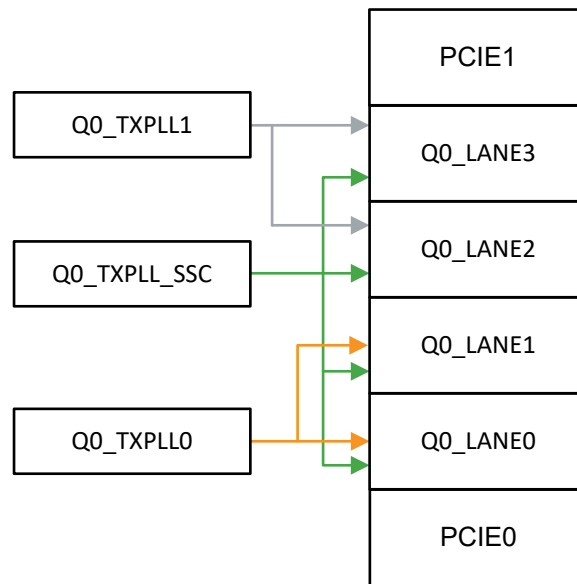 PCIE1
Q0_TXPLL1
Q0_LANE3
Q0_LANE2
Q0_TXPLL_SSC
Q0_LANE1
Q0_TXPLL0
Q0_LANE0
PCIE0